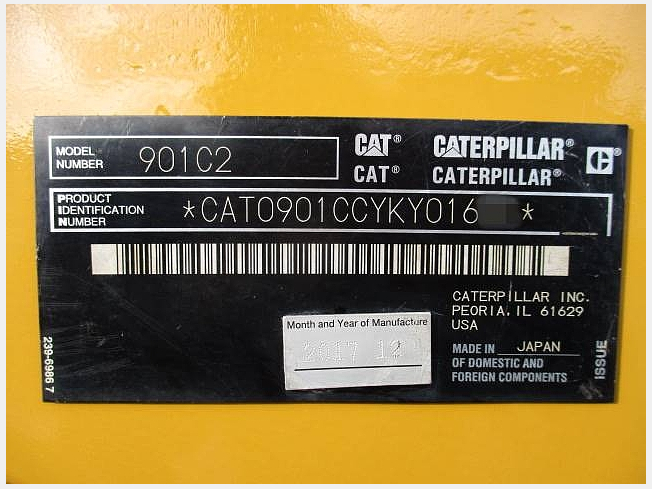 MODEL
NUMBER 901C2
CAT® CATERPILLAR® C®
CAT® CATERPILLAR®
PRODUCT
IDENTIFICATION
NUMBER *CAT0901CCYKY016 *
CATERPILLAR INC.
PEORIA, IL 61629
USA
Month and Year of Manufacture
2017 12
MADE IN JAPAN
OF DOMESTIC AND
FOREIGN COMPONENTS
239-6986 7
ISSUE